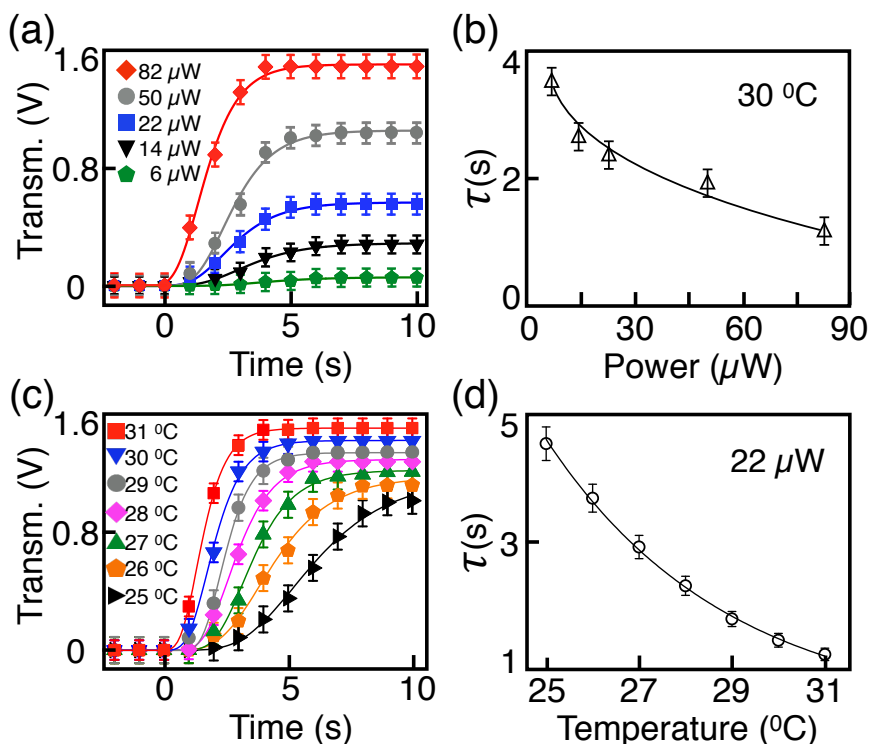 (a)
1.6
0.8
0
Transm. (V)
82 µW
50 µW
22 µW
14 µW
6 µW
0
5
10
Time (s)
(b)
4
2
0
τ(s)
30 ⁰C
0
30
60
90
Power (µW)
(c)
1.6
0.8
0
Transm. (V)
31 ⁰C
30 ⁰C
29 ⁰C
28 ⁰C
27 ⁰C
26 ⁰C
25 ⁰C
0
5
10
Time (s)
(d)
5
3
1
τ(s)
22 µW
25
27
29
31
Temperature (⁰C)